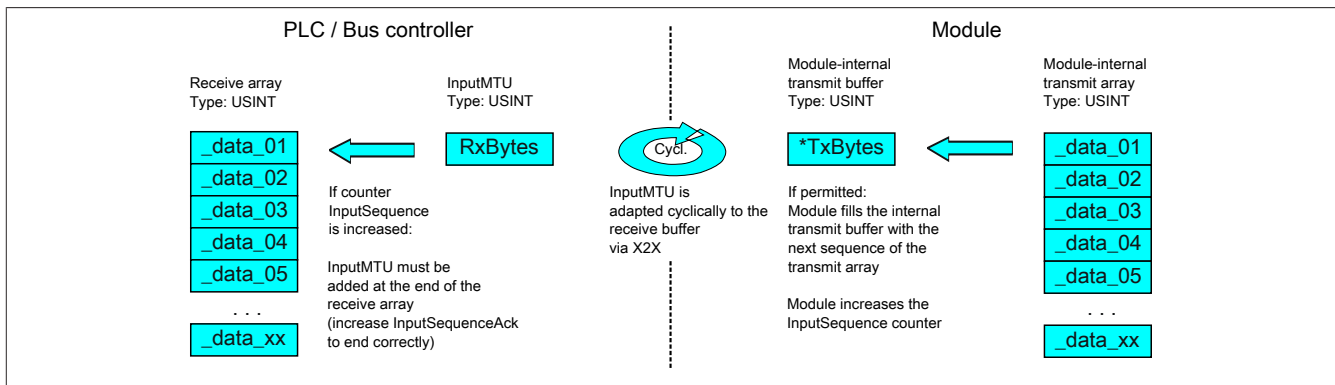 PLC / Bus controller
Module
Receive array
Type: USINT
InputMTU
Type: USINT
Module-internal
transmit buffer
Type: USINT
Module-internal
transmit array
Type: USINT
_data_01
_data_02
_data_03
_data_04
_data_05
. . .
_data_xx
RxBytes
If counter
InputSequence
is increased:
InputMTU must be
added at the end of the
receive array
(increase InputSequenceAck
to end correctly)
Cycl.
InputMTU is
adapted cyclically to the
receive buffer
via X2X
*TxBytes
If permitted:
Module fills the internal
transmit buffer with the
next sequence of the
transmit array
Module increases the
InputSequence counter
_data_01
_data_02
_data_03
_data_04
_data_05
. . .
_data_xx